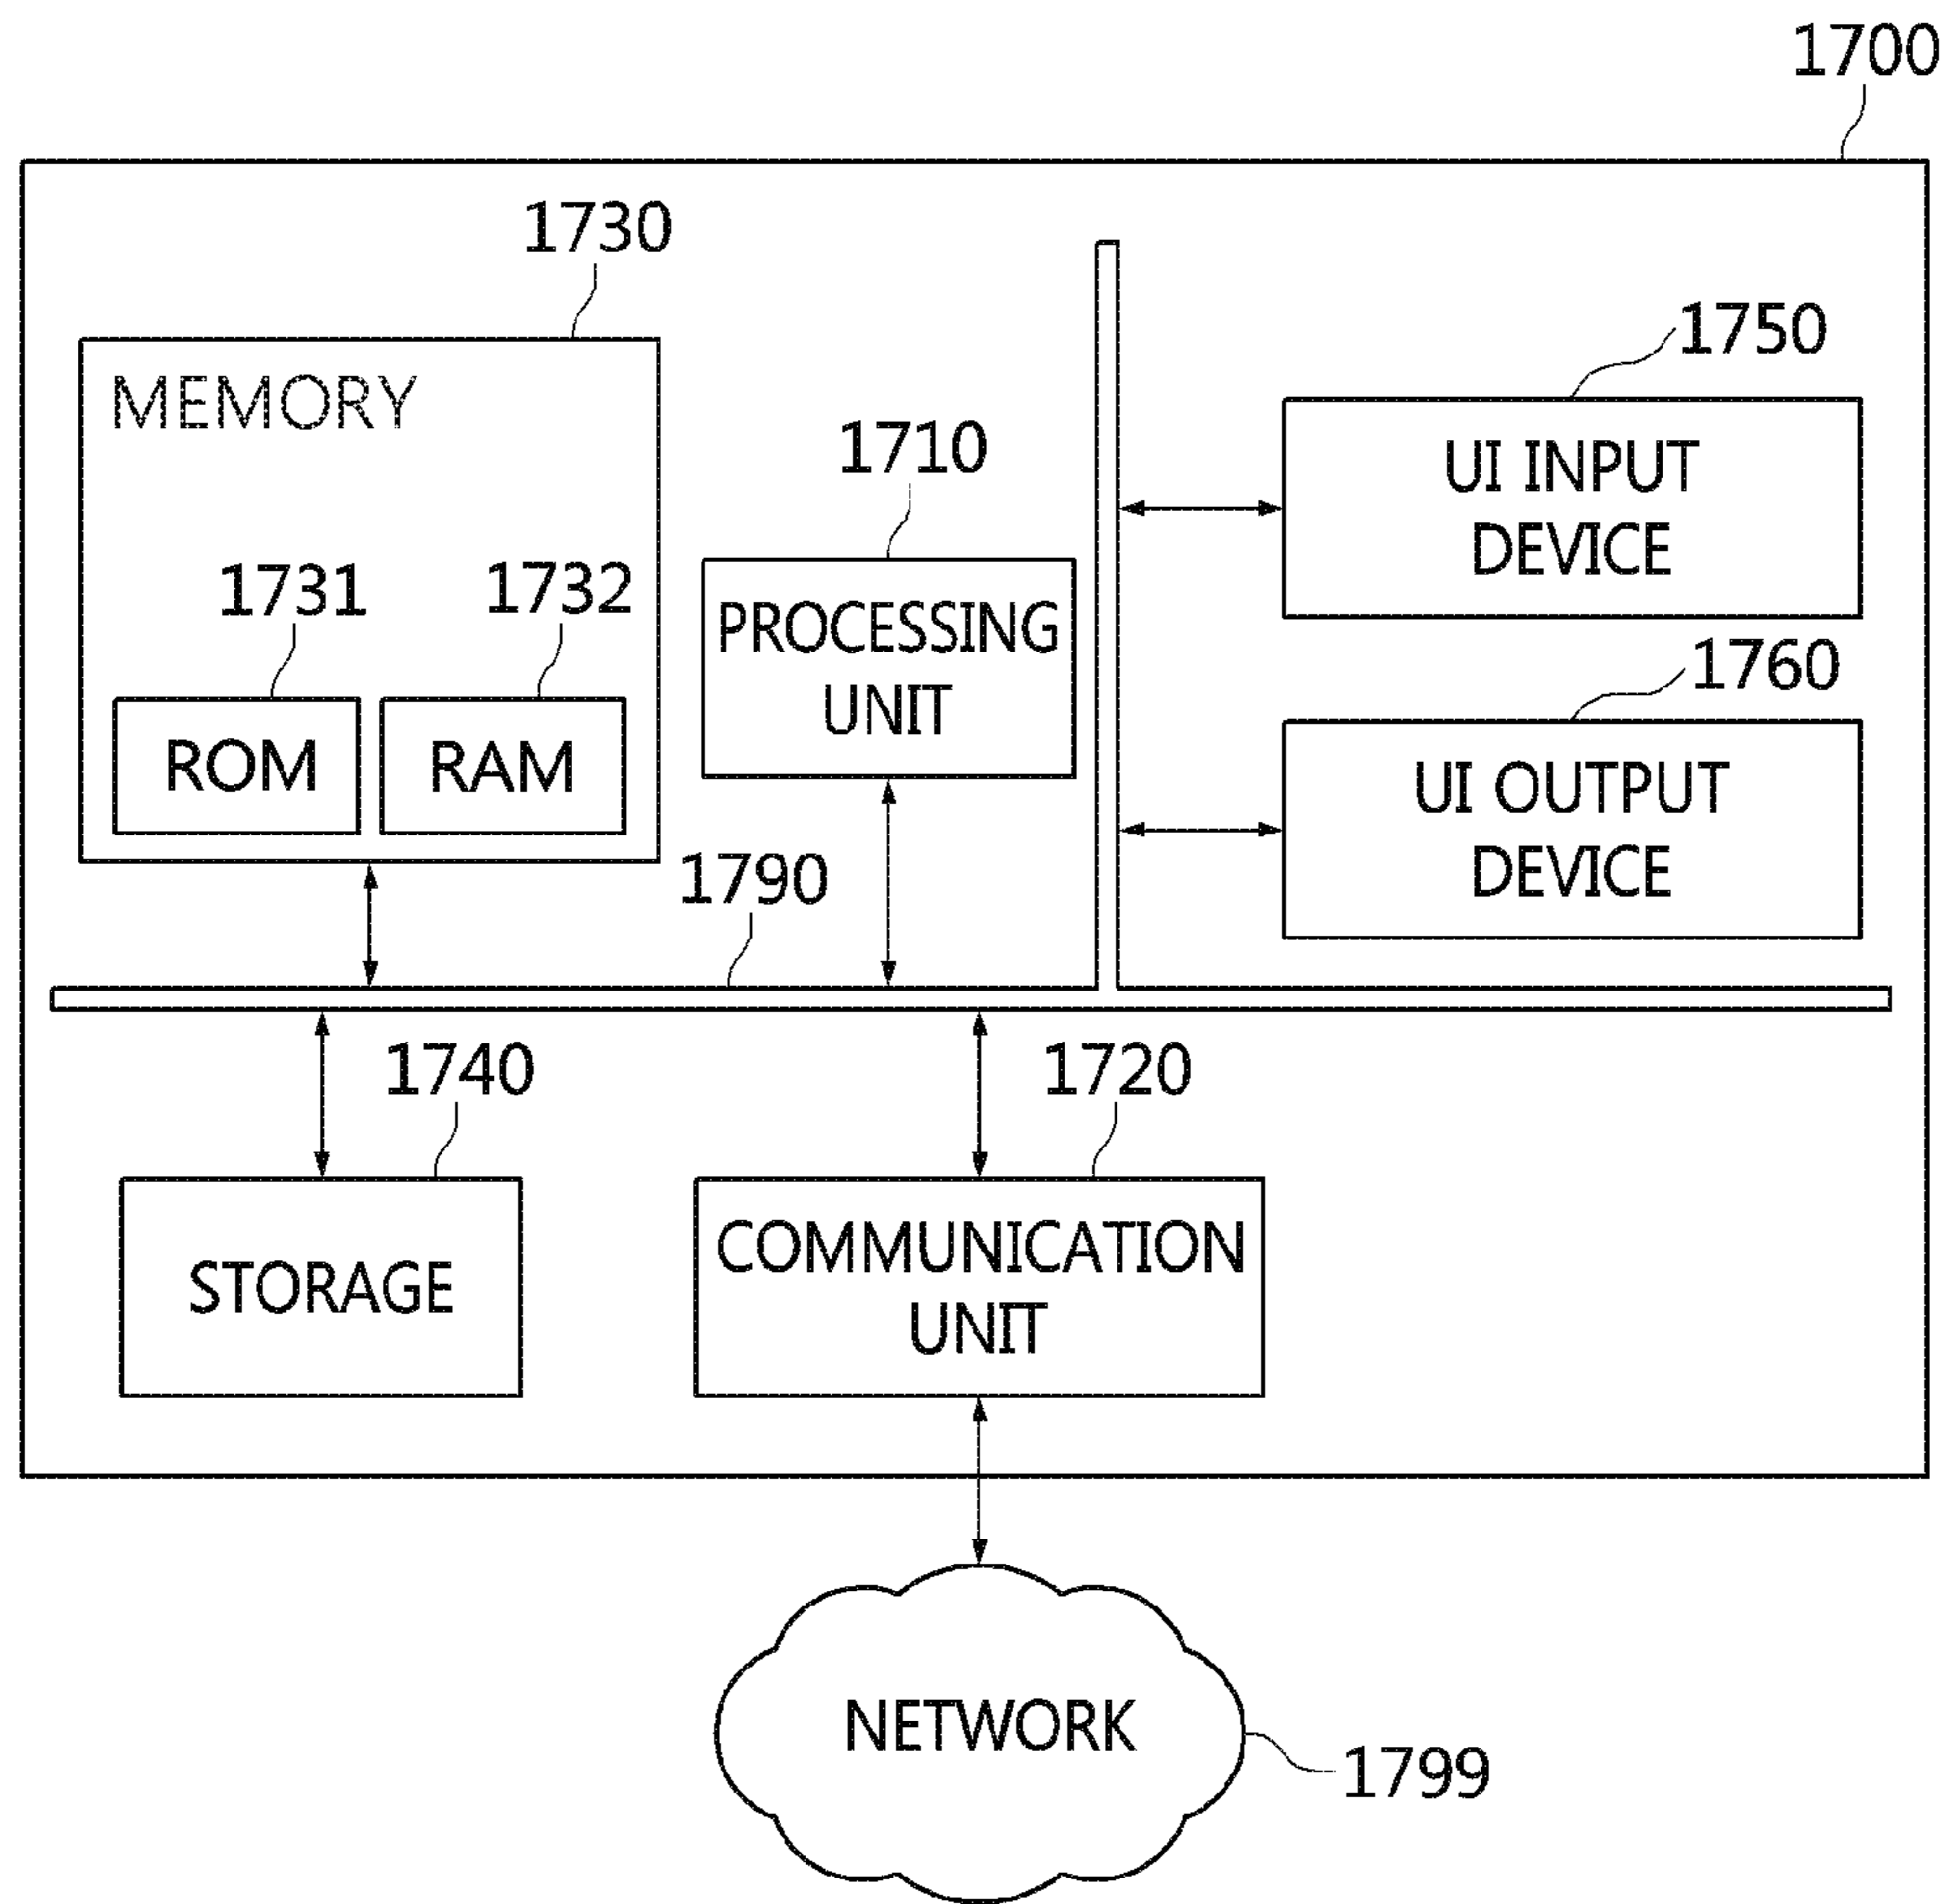 1700
1730
MEMORY
1750
1710
UI INPUT
DEVICE
1731
1732
PROCESSING
UNIT
1760
ROM
RAM
UI OUTPUT
DEVICE
1790
1740
1720
STORAGE
COMMUNICATION
UNIT
NETWORK
1799